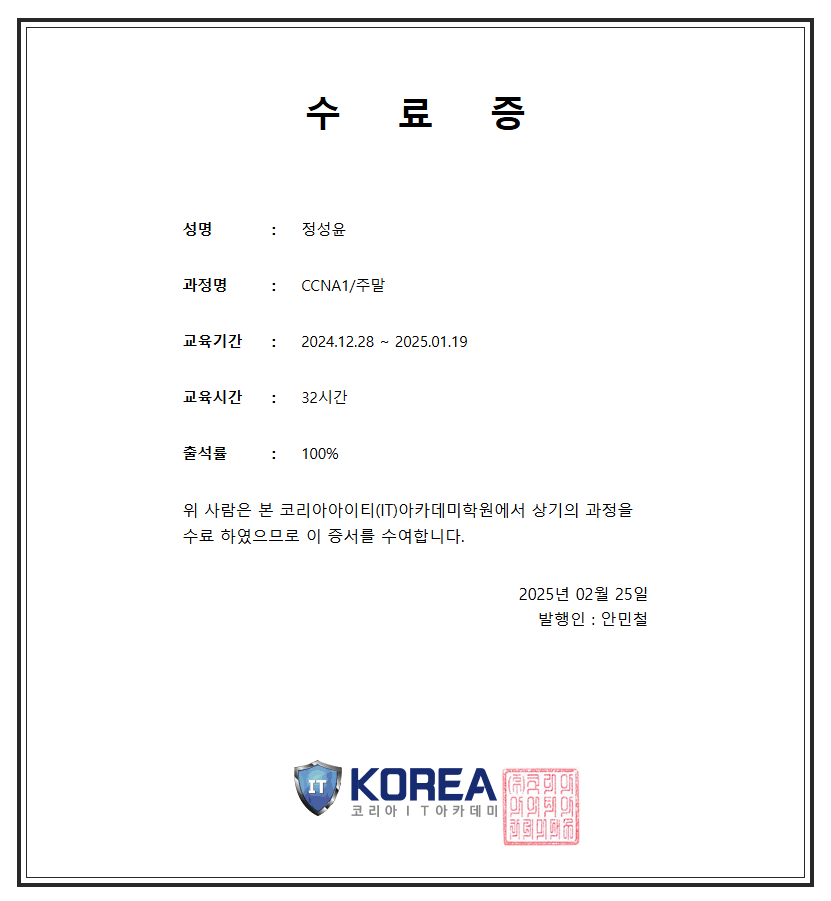 수 료 증
성명 : 정성윤
과정명 : CCNA1/주말
교육기간 : 2024.12.28 ~ 2025.01.19
교육시간 : 32시간
출석률 : 100%
위 사람은 본 코리아아이티(IT)아카데미학원에서 상기의 과정을
수료 하였으므로 이 증서를 수여합니다.
2025년 02월 25일
발행인 : 안민철
IT KOREA
코리아IT아카데미